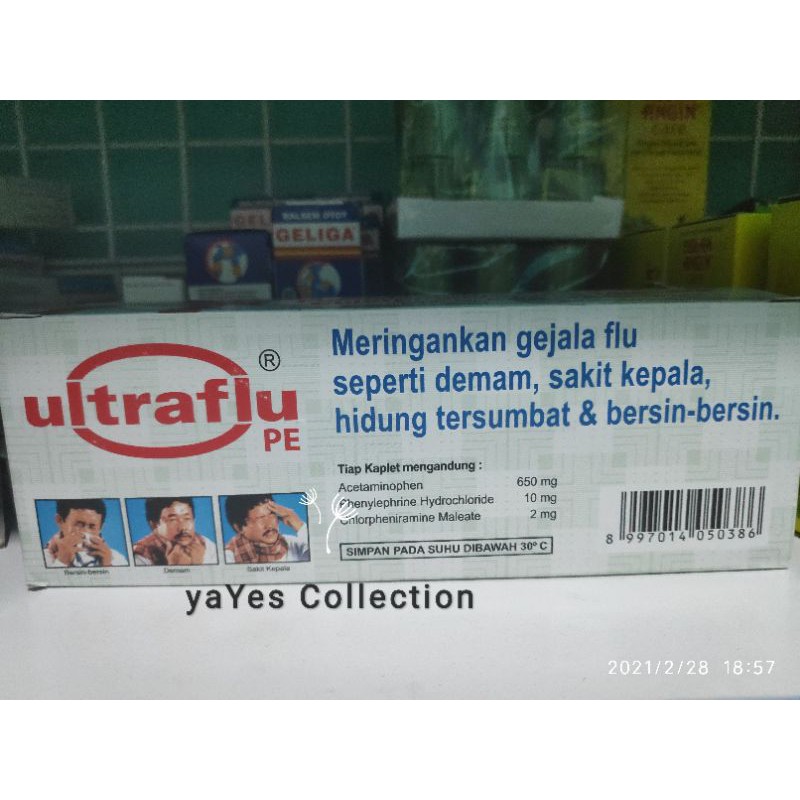 ANGIN
GELIGA
ultraflu ®
PE
Meringankan gejala flu
seperti demam, sakit kepala,
hidung tersumbat & bersin-bersin.
Tiap Kaplet mengandung :
Acetaminophen 650 mg
Phenylephrine Hydrochloride 10 mg
Chlorpheniramine Maleate 2 mg
SIMPAN PADA SUHU DIBAWAH 30° C
8 997014 050386
Bersin-bersin
Demam
Sakit Kepala
yaYes Collection
2021/2/28 18:57